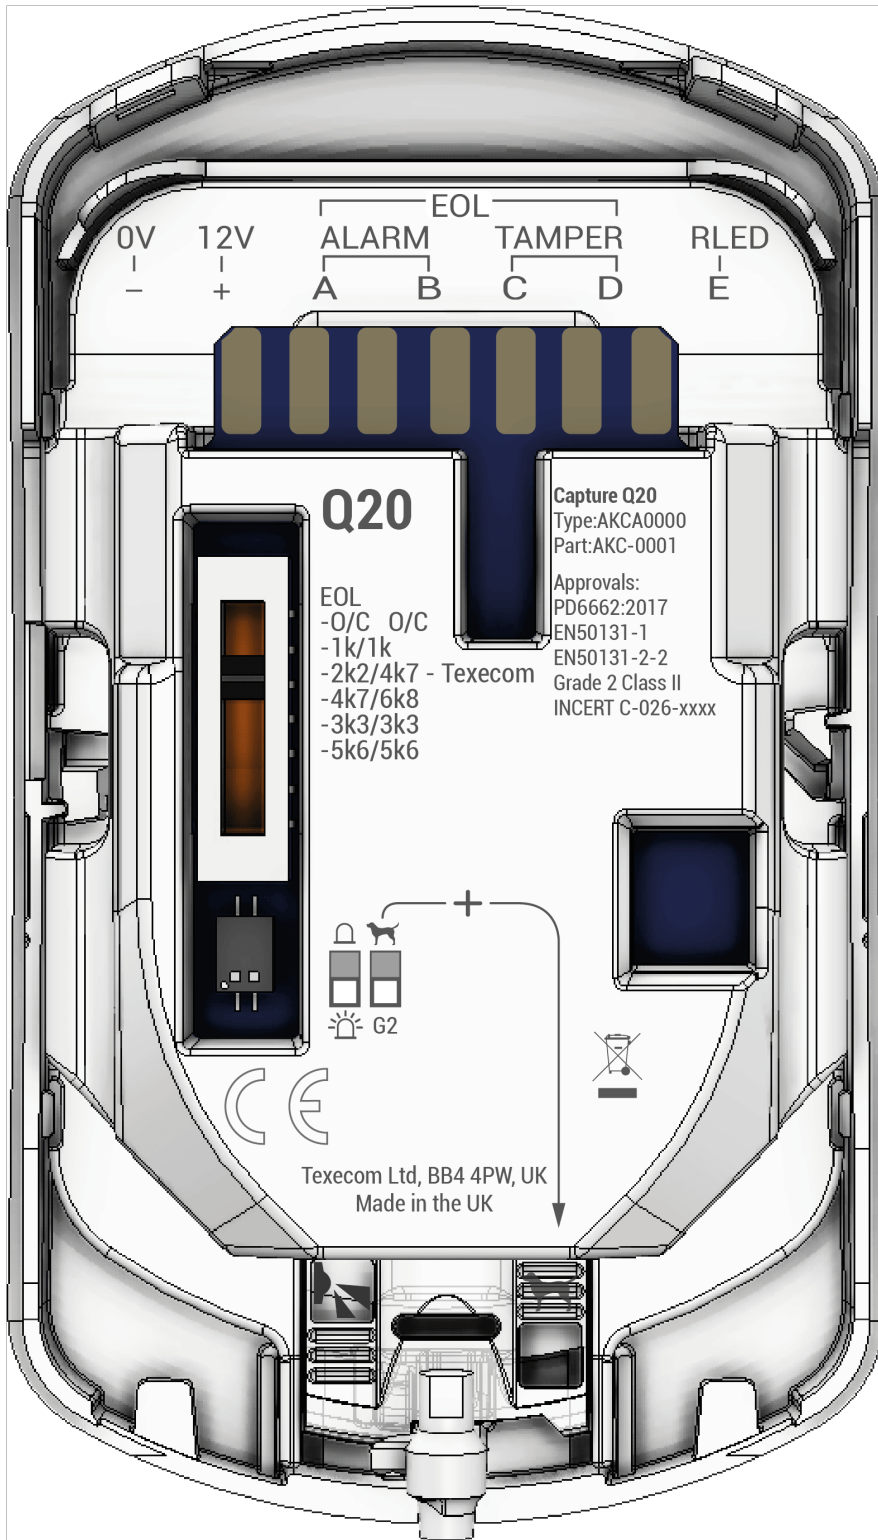 EOL
0V 12V ALARM TAMPER RLED
– + A B C D E
Q20
Capture Q20
Type:AKCA0000
Part:AKC-0001
Approvals:
PD6662:2017
EN50131-1
EN50131-2-2
Grade 2 Class II
INCERT C-026-xxxx
EOL
-O/C O/C
-1k/1k
-2k2/4k7 - Texecom
-4k7/6k8
-3k3/3k3
-5k6/5k6
+
G2
CE
Texecom Ltd, BB4 4PW, UK
Made in the UK